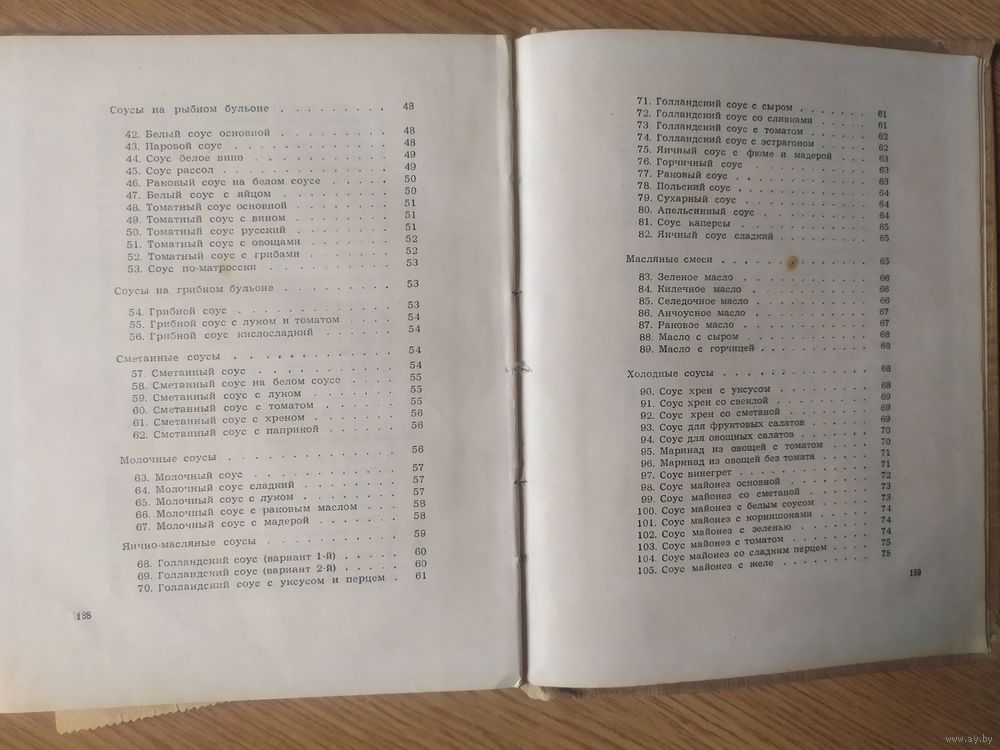 Соусы на рыбном бульоне . . . . . . . . . 48
42. Белый соус основной . . . . . . . . . 48
43. Паровой соус . . . . . . . . . . . 48
44. Соус белое вино . . . . . . . . . . 49
45. Соус рассол . . . . . . . . . . . 49
46. Раковый соус на белом соусе . . . . . 50
47. Белый соус с яйцом . . . . . . . . . 50
48. Томатный соус основной . . . . . . . . 51
49. Томатный соус с вином . . . . . . . . 51
50. Томатный соус русский . . . . . . . . 51
51. Томатный соус с овощами . . . . . . . 52
52. Томатный соус с грибами . . . . . . . 52
53. Соус по-матросски . . . . . . . . . 53
Соусы на грибном бульоне . . . . . . . . . 53
54. Грибной соус . . . . . . . . . . . 53
55. Грибной соус с луком и томатом . . . . 54
56. Грибной соус кислосладкий . . . . . . 54
Сметанные соусы . . . . . . . . . . . 54
57. Сметанный соус . . . . . . . . . . 54
58. Сметанный соус на белом соусе . . . . 55
59. Сметанный соус с луком . . . . . . . 55
60. Сметанный соус с томатом . . . . . . 55
61. Сметанный соус с хреном . . . . . . . 56
62. Сметанный соус с паприкой . . . . . . 56
Молочные соусы . . . . . . . . . . . 56
63. Молочный соус . . . . . . . . . . 57
64. Молочный соус сладкий . . . . . . . 57
65. Молочный соус с луком . . . . . . . 57
66. Молочный соус с раковым маслом . . . 58
67. Молочный соус с мадерой . . . . . . 58
Яично-масляные соусы . . . . . . . . . 59
68. Голландский соус (вариант 1-й) . . . . . 60
69. Голландский соус (вариант 2-й) . . . . . 60
70. Голландский соус с уксусом и перцем . 61
188
71. Голландский соус с сыром . . . . . . 61
72. Голландский соус со сливками . . . . 61
73. Голландский соус с томатом . . . . . 62
74. Голландский соус с эстрагоном . . . . 62
75. Яичный соус с фюме и мадерой . . . 63
76. Горчичный соус . . . . . . . . . 63
77. Раковый соус . . . . . . . . . . 63
78. Польский соус . . . . . . . . . . 64
79. Сухарный соус . . . . . . . . . . 64
80. Апельсинный соус . . . . . . . . 64
81. Соус каперсы . . . . . . . . . . 65
82. Яичный соус сладкий . . . . . . . 65
Масляные смеси . . . . . . . . . . . 65
83. Зеленое масло . . . . . . . . . . 66
84. Килечное масло . . . . . . . . . 66
85. Селедочное масло . . . . . . . . . 66
86. Анчоусное масло . . . . . . . . . 67
87. Раковое масло . . . . . . . . . . 67
88. Масло с сыром . . . . . . . . . . 68
89. Масло с горчицей . . . . . . . . . 68
Холодные соусы . . . . . . . . . . . 68
90. Соус хрен с уксусом . . . . . . . . 68
91. Соус хрен со свеклой . . . . . . . . 69
92. Соус хрен со сметаной . . . . . . . 69
93. Соус для фруктовых салатов . . . . . 69
94. Соус для овощных салатов . . . . . . 70
95. Маринад из овощей с томатом . . . . 70
96. Маринад из овощей без томата . . . . 71
97. Соус винегрет . . . . . . . . . . 71
98. Соус майонез основной . . . . . . . 72
99. Соус майонез со сметаной . . . . . . 73
100. Соус майонез с белым соусом . . . . 73
101. Соус майонез с корнишонами . . . . 74
102. Соус майонез с зеленью . . . . . . 74
103. Соус майонез с томатом . . . . . . 74
104. Соус майонез со сладким перцем . . . 75
105. Соус майонез с желе . . . . . . . 75
189
www.ay.by